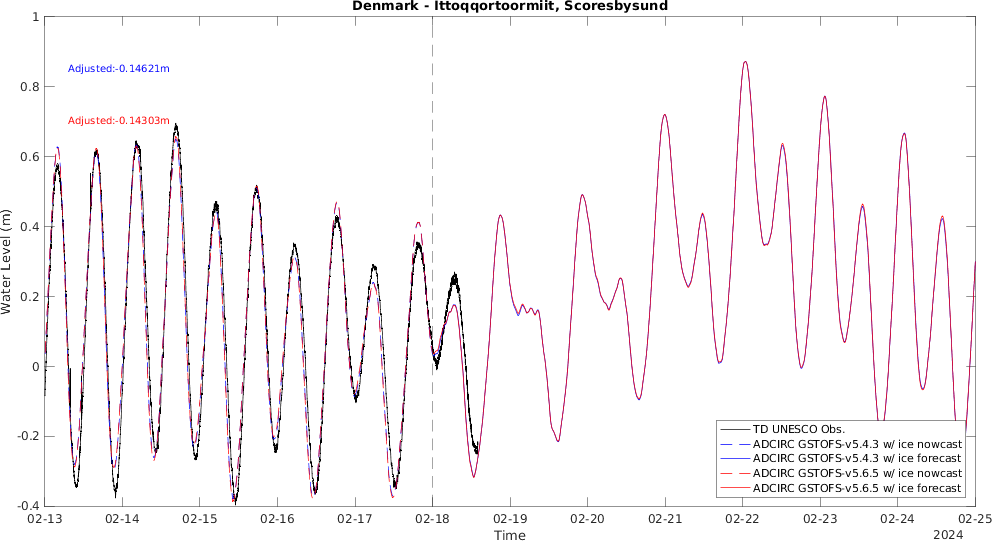 Denmark - Ittoqqortoormiit, Scoresbysund
Water Level (m)
1
0.8
0.6
0.4
0.2
0
-0.2
-0.4
Adjusted:-0.14621m
Adjusted:-0.14303m
TD UNESCO Obs.
ADCIRC GSTOFS-v5.4.3 w/ ice nowcast
ADCIRC GSTOFS-v5.4.3 w/ ice forecast
ADCIRC GSTOFS-v5.6.5 w/ ice nowcast
ADCIRC GSTOFS-v5.6.5 w/ ice forecast
02-13 02-14 02-15 02-16 02-17 02-18 02-19 02-20 02-21 02-22 02-23 02-24 02-25
Time
2024